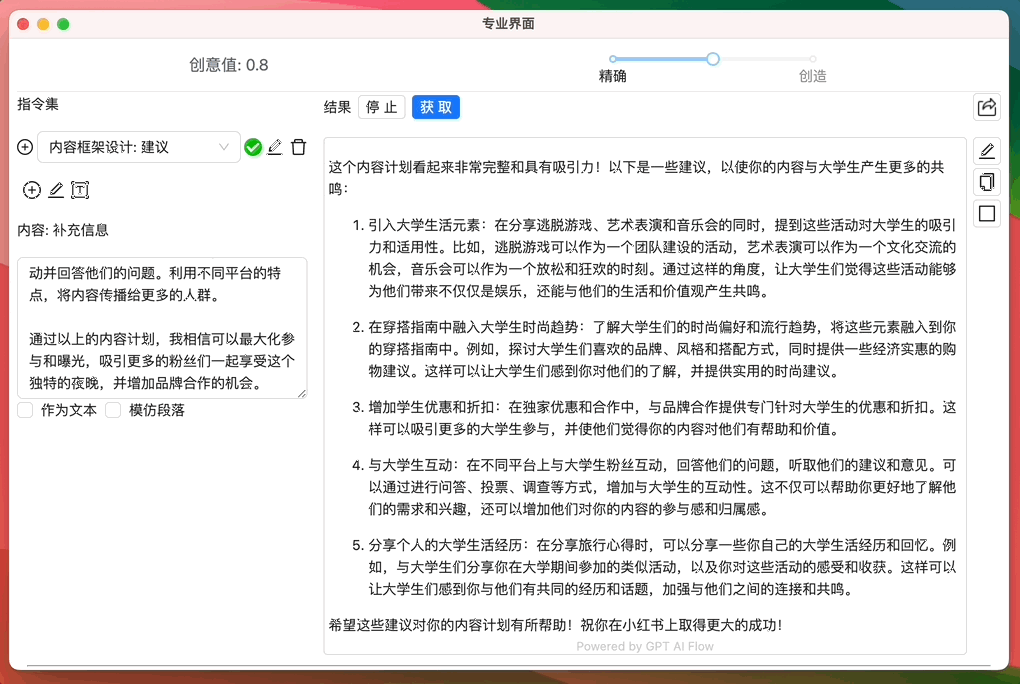 专业界面
创意值: 0.8
精确
创造
指令集
内容框架设计: 建议
内容: 补充信息
动并回答他们的问题。利用不同平台的特
点，将内容传播给更多的人群。
通过以上的内容计划，我相信可以最大化参
与和曝光，吸引更多的粉丝们一起享受这个
独特的夜晚，并增加品牌合作的机会。
作为文本
模仿段落
结果
停 止
获 取
这个内容计划看起来非常完整和具有吸引力！以下是一些建议，以使你的内容与大学生产生更多的共
鸣：
1. 引入大学生活元素：在分享逃脱游戏、艺术表演和音乐会的同时，提到这些活动对大学生的吸引
力和适用性。比如，逃脱游戏可以作为一个团队建设的活动，艺术表演可以作为一个文化交流的
机会，音乐会可以作为一个放松和狂欢的时刻。通过这样的角度，让大学生们觉得这些活动能够
为他们带来不仅仅是娱乐，还能与他们的生活和价值观产生共鸣。
2. 在穿搭指南中融入大学生时尚趋势：了解大学生们的时尚偏好和流行趋势，将这些元素融入到你
的穿搭指南中。例如，探讨大学生们喜欢的品牌、风格和搭配方式，同时提供一些经济实惠的购
物建议。这样可以让大学生们感到你对他们的了解，并提供实用的时尚建议。
3. 增加学生优惠和折扣：在独家优惠和合作中，与品牌合作提供专门针对大学生的优惠和折扣。这
样可以吸引更多的大学生参与，并使他们觉得你的内容对他们有帮助和价值。
4. 与大学生互动：在不同平台上与大学生粉丝互动，回答他们的问题，听取他们的建议和意见。可
以通过进行问答、投票、调查等方式，增加与大学生的互动性。这不仅可以帮助你更好地了解他
们的需求和兴趣，还可以增加他们对你的内容的参与感和归属感。
5. 分享个人的大学生活经历：在分享旅行心得时，可以分享一些你自己的大学生活经历和回忆。例
如，与大学生们分享你在大学期间参加的类似活动，以及你对这些活动的感受和收获。这样可以
让大学生们感到你与他们有共同的经历和话题，加强与他们之间的连接和共鸣。
希望这些建议对你的内容计划有所帮助！祝你在小红书上取得更大的成功！
Powered by GPT AI Flow